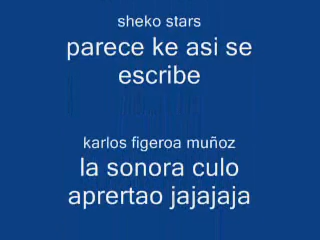 sheko stars
parece ke asi se
escribe
karlos figeroa muñoz
la sonora culo
aprertao jajajaja